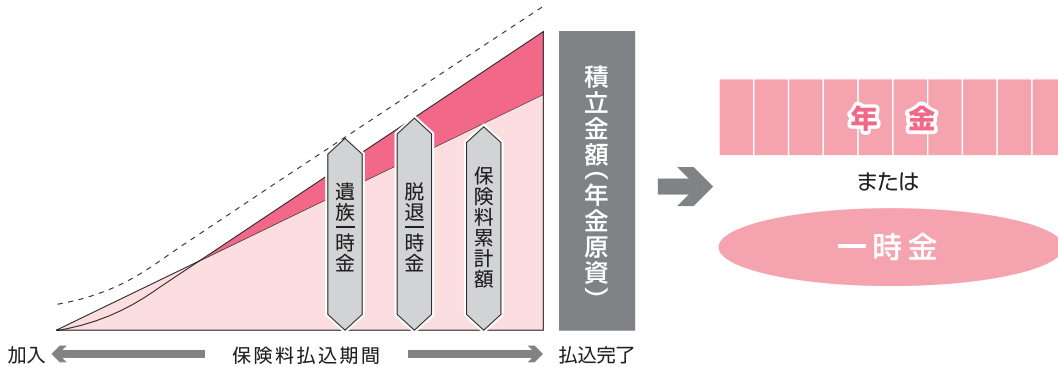 遺族一時金
脱退一時金
保険料累計額
積立金額(年金原資)
年金
または
一時金
加入
保険料払込期間
払込完了